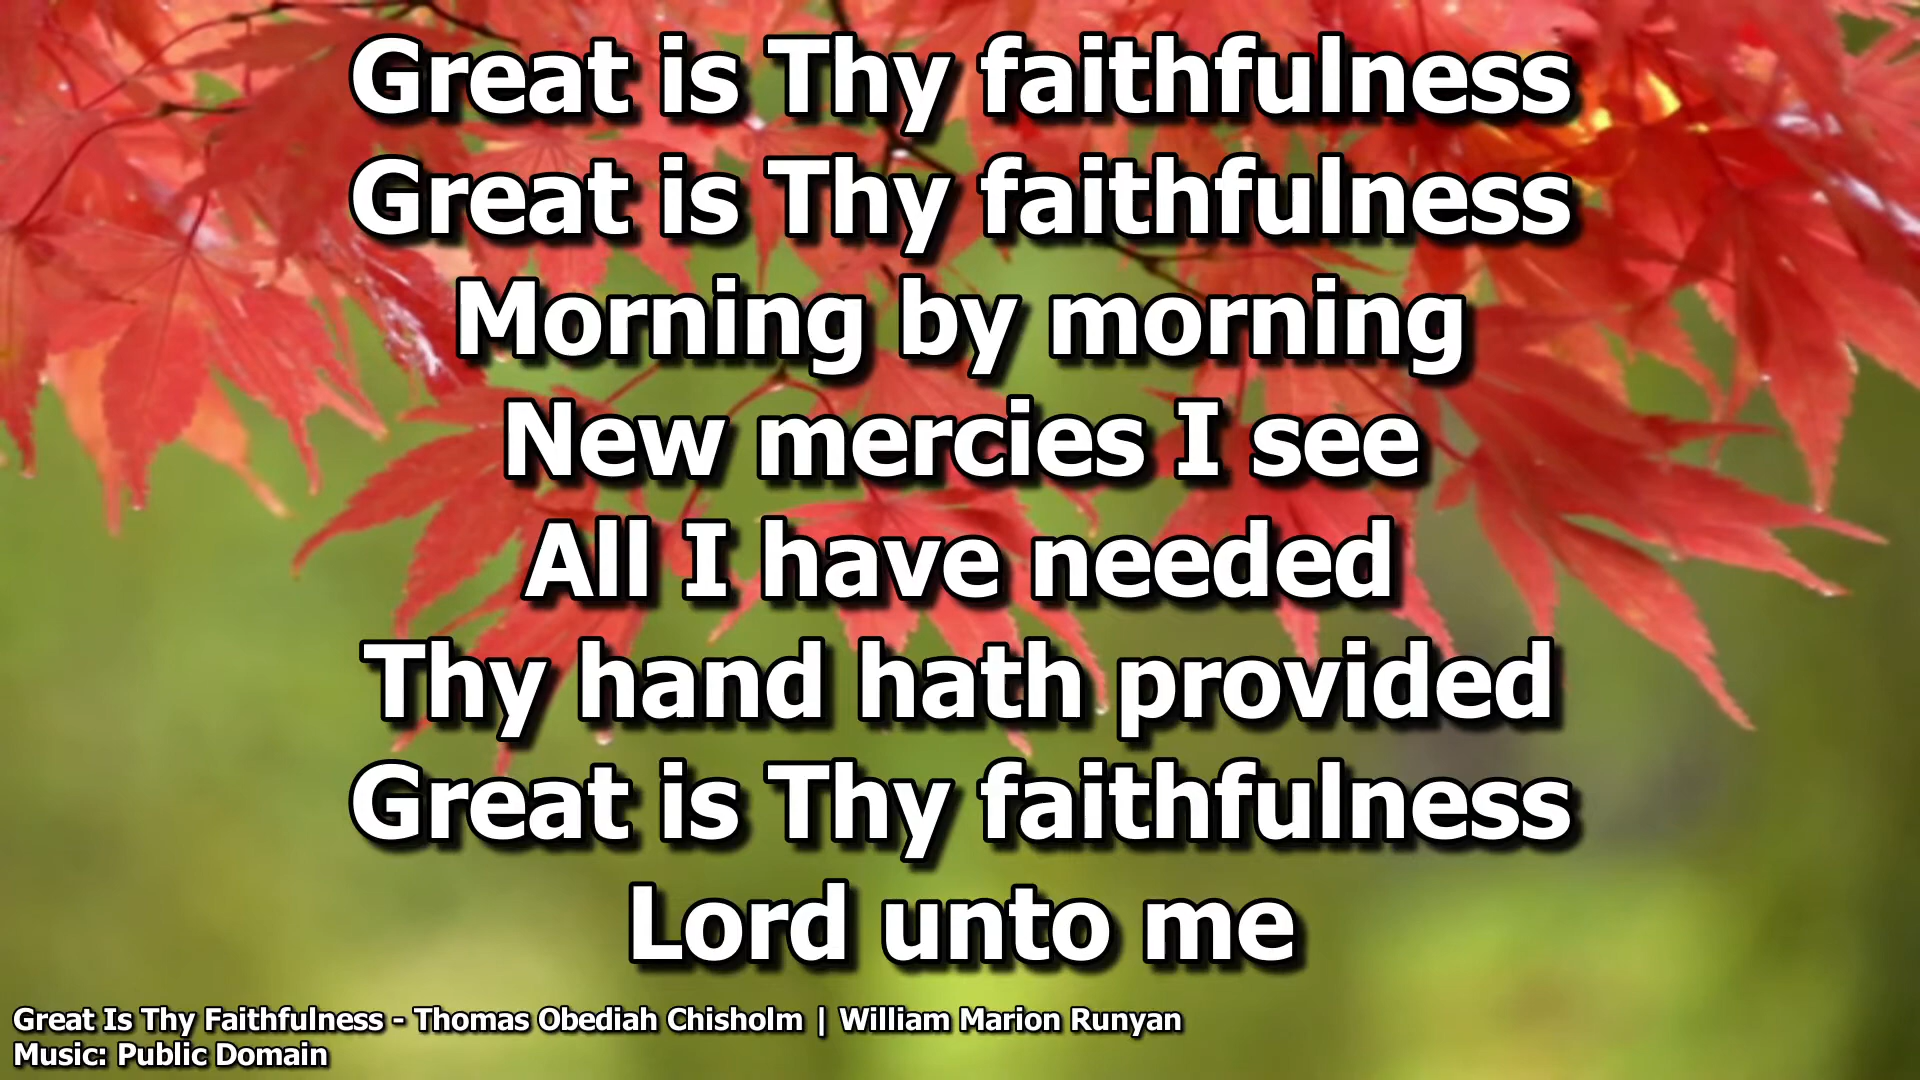 Great is Thy faithfulness
Great is Thy faithfulness
Morning by morning
New mercies I see
All I have needed
Thy hand hath provided
Great is Thy faithfulness
Lord unto me
Great Is Thy Faithfulness - Thomas Obediah Chisholm | William Marion Runyan
Music: Public Domain